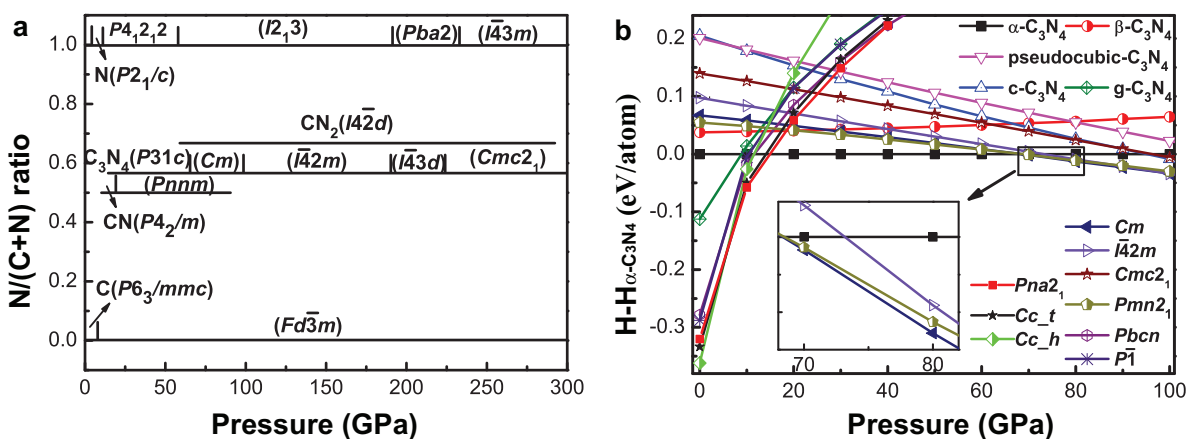 a
N/(C+N) ratio
1.0
0.8
0.6
0.4
0.2
0.0
P4₁2₁2 (I2₁3) (Pba2) (I4̄3m)
N(P2₁/c)
CN₂(I4̄2d)
C₃N₄(P31c) (Cm) (I4̄2m) (I4̄3d) (Cmc2₁)
(Pnnm)
CN(P4₂/m)
C(P6₃/mmc)
(Fd3̄m)
0 50 100 150 200 250 300
Pressure (GPa)
b
H-Hα-C3N4 (eV/atom)
0.2
0.1
0.0
-0.1
-0.2
-0.3
α-C₃N₄ β-C₃N₄
pseudocubic-C₃N₄
c-C₃N₄ g-C₃N₄
70 80
Pna2₁
Cc_t
Cc_h
Cm
I4̄2m
Cmc2₁
Pmn2₁
Pbcn
P1̄
0 20 40 60 80 100
Pressure (GPa)